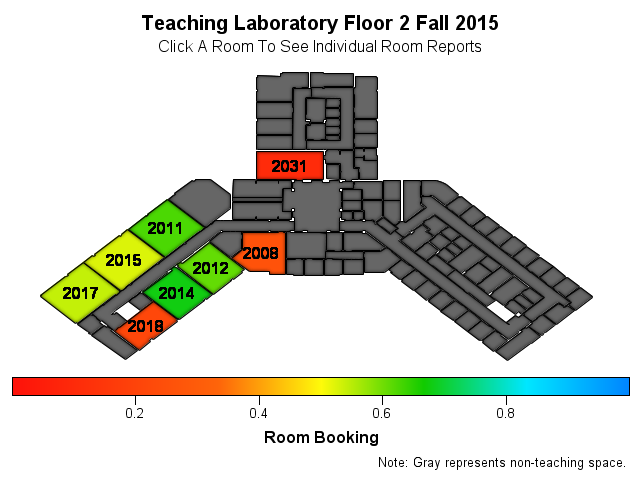 Teaching Laboratory Floor 2 Fall 2015
Click A Room To See Individual Room Reports
2031
2011
2008
2015
2012
2017
2014
2018
0.2 0.4 0.6 0.8
Room Booking
Note: Gray represents non-teaching space.